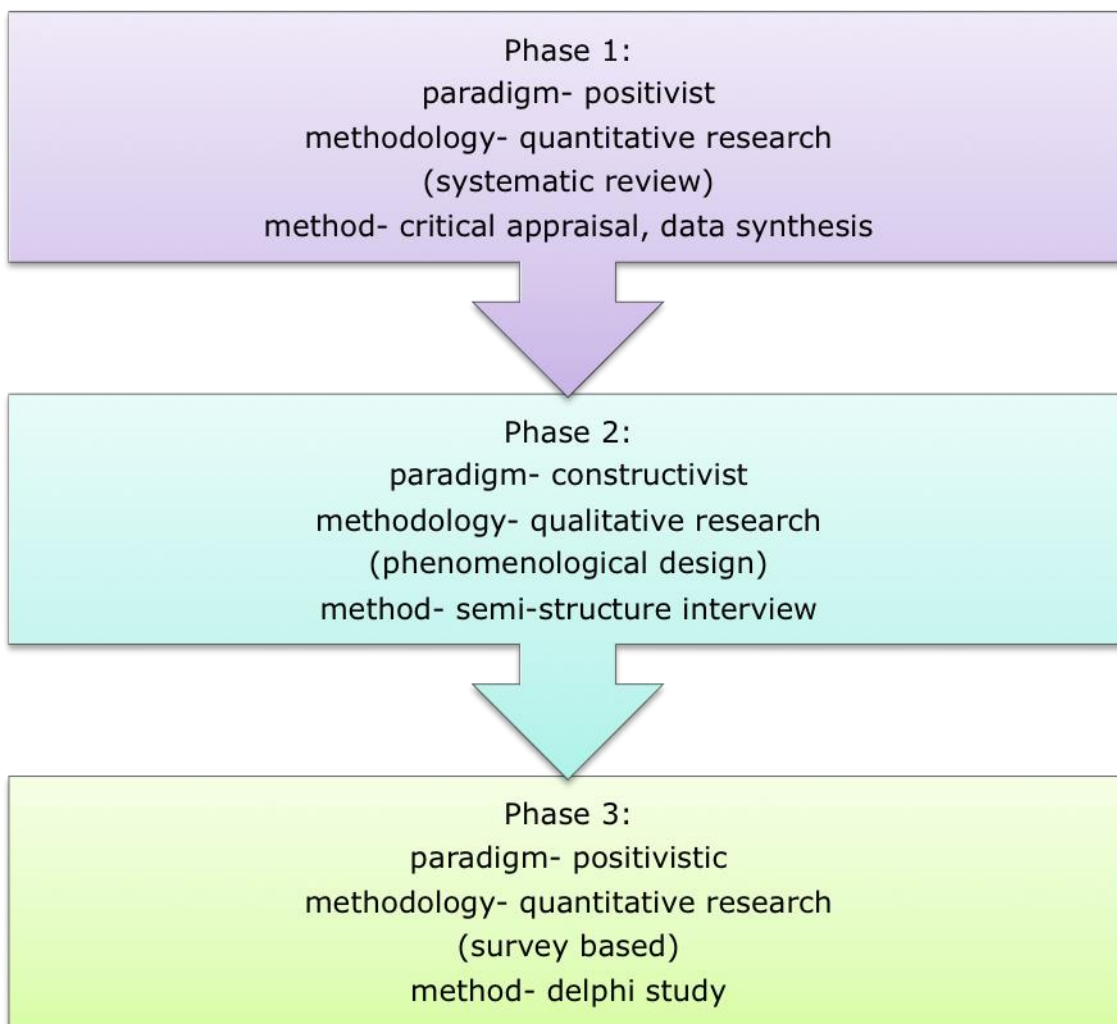 Phase 1:
paradigm- positivist
methodology- quantitative research
(systematic review)
method- critical appraisal, data synthesis
Phase 2:
paradigm- constructivist
methodology- qualitative research
(phenomenological design)
method- semi-structure interview
Phase 3:
paradigm- positivistic
methodology- quantitative research
(survey based)
method- delphi study